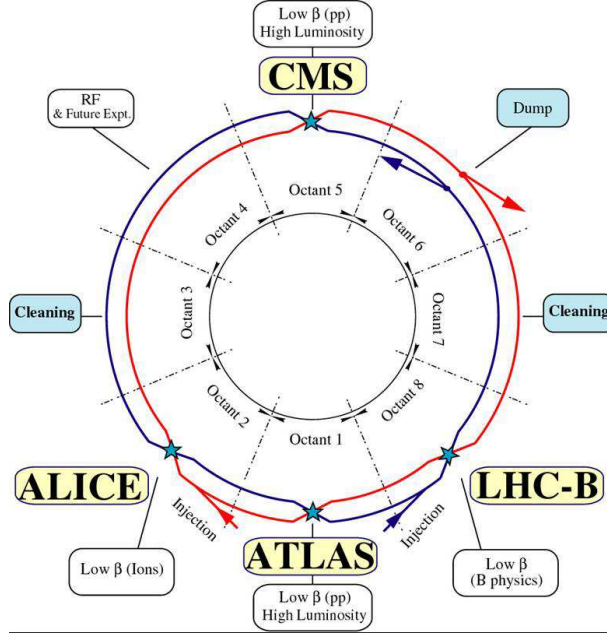 Low β (pp)
High Luminosity
CMS
RF
& Future Expt.
Dump
Octant 5
Octant 4
Octant 6
Cleaning
Octant 3
Octant 7
Cleaning
Octant 2
Octant 8
Octant 1
ALICE
LHC-B
Injection
Injection
ATLAS
Low β (Ions)
Low β
(B physics)
Low β (pp)
High Luminosity